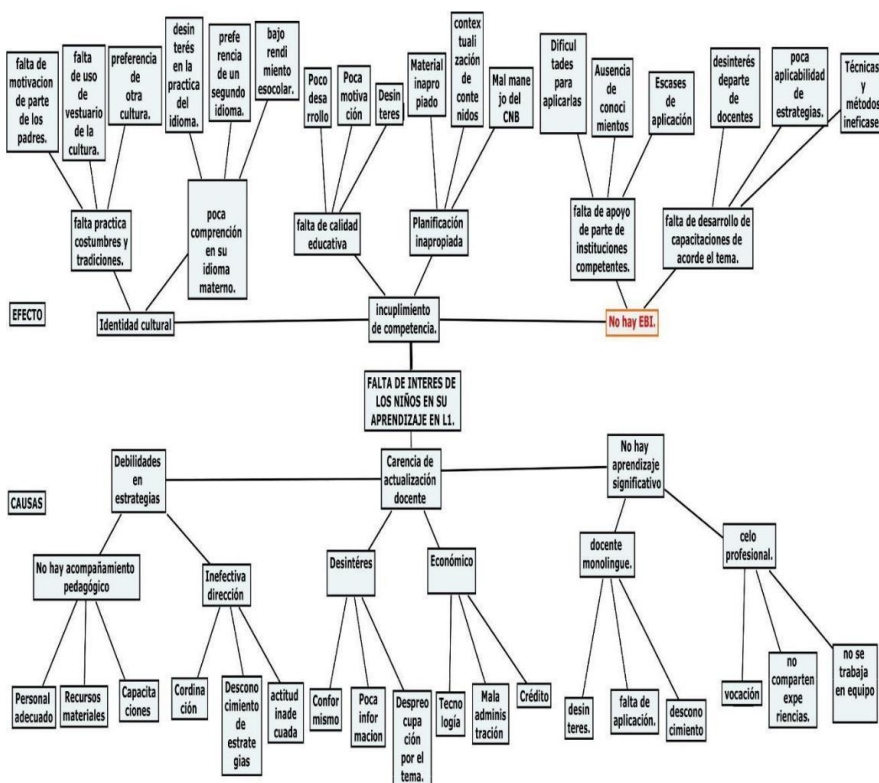 falta de
motivacion
de parte
de los
padres.
falta
de uso
de
vestuario
de la
cultura.
preferencia
de
otra
cultura.
desin
terés
en la
practica
del
idioma.
prefe
rencia
de un
segundo
idioma.
bajo
rendi
miento
esocolar.
Poco
desa
rrollo
Poca
motiva
ción
Desin
teres
Material
inapro
piado
contex
tuali
zación
de conte
nidos
Mal mane
jo del
CNB
Dificul
tades
para
aplicarlas
Ausencia
de
conoci
mientos
Escases
de
aplicación
desinterés
departe
de
docentes
poca
aplicabilidad
de
estrategias.
Técnicas
y
métodos
ineficase
falta practica
costumbres y
tradiciones.
poca
comprención
en su
idioma
materno.
falta de calidad
educativa
Planificación
inapropiada
falta de apoyo
de parte de
instituciones
competentes.
falta de desarrollo de
capacitaciones de
acorde el tema.
EFECTO
Identidad cultural
incuplimiento
de competencia.
No hay EBI.
FALTA DE INTERES DE
LOS NIÑOS EN SU
APRENDIZAJE EN L1.
CAUSAS
Debilidades
en
estrategias
Carencia de
actualización
docente
No hay
aprendizaje
significativo
No hay acompañamiento
pedagógico
Inefectiva
dirección
Desintéres
Económico
docente
monolingue.
celo
profesional.
Personal
adecuado
Recursos
materiales
Capacita
ciones
Cordina
ción
Descono
cimiento
de estrate
gias
actitud
inade
cuada
Confor
mismo
Poca
infor
macion
Despreo
cupa
ción
por el
tema.
Tecno
logía
Mala
adminis
tración
Crédito
desin
teres.
falta de
aplicación.
descono
cimiento
vocación
no
comparten
expe
riencias.
no se
trabaja
en equipo